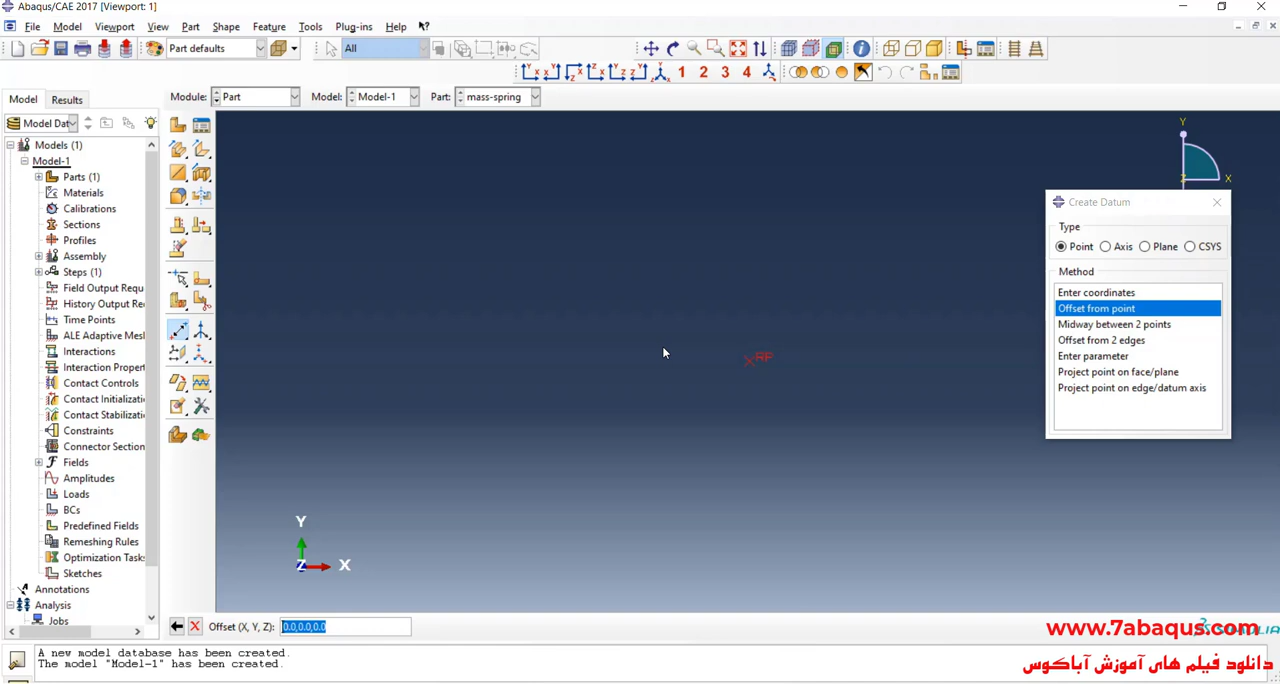 Abaqus/CAE 2017 [Viewport: 1]
File Model Viewport View Part Shape Feature Tools Plug-ins Help
Part defaults All
1 2 3 4
Model Results
Module: Part Model: Model-1 Part: mass-spring
Model Dat
Models (1)
Model-1
Parts (1)
Materials
Calibrations
Sections
Profiles
Assembly
Steps (1)
Field Output Requ
History Output Re
Time Points
ALE Adaptive Mes
Interactions
Interaction Propert
Contact Controls
Contact Initializatio
Contact Stabilizatio
Constraints
Connector Section
Fields
Amplitudes
Loads
BCs
Predefined Fields
Remeshing Rules
Optimization Tasks
Sketches
Annotations
Analysis
Jobs
RP
Y
X
Z
Y
X
Z
Create Datum
Type
Point Axis Plane CSYS
Method
Enter coordinates
Offset from point
Midway between 2 points
Offset from 2 edges
Enter parameter
Project point on face/plane
Project point on edge/datum axis
Offset (X, Y, Z): 0.0,0.0,0.0
www.7abaqus.com
دانلود فیلم های آموزش آباکوس
A new model database has been created.
The model "Model-1" has been created.